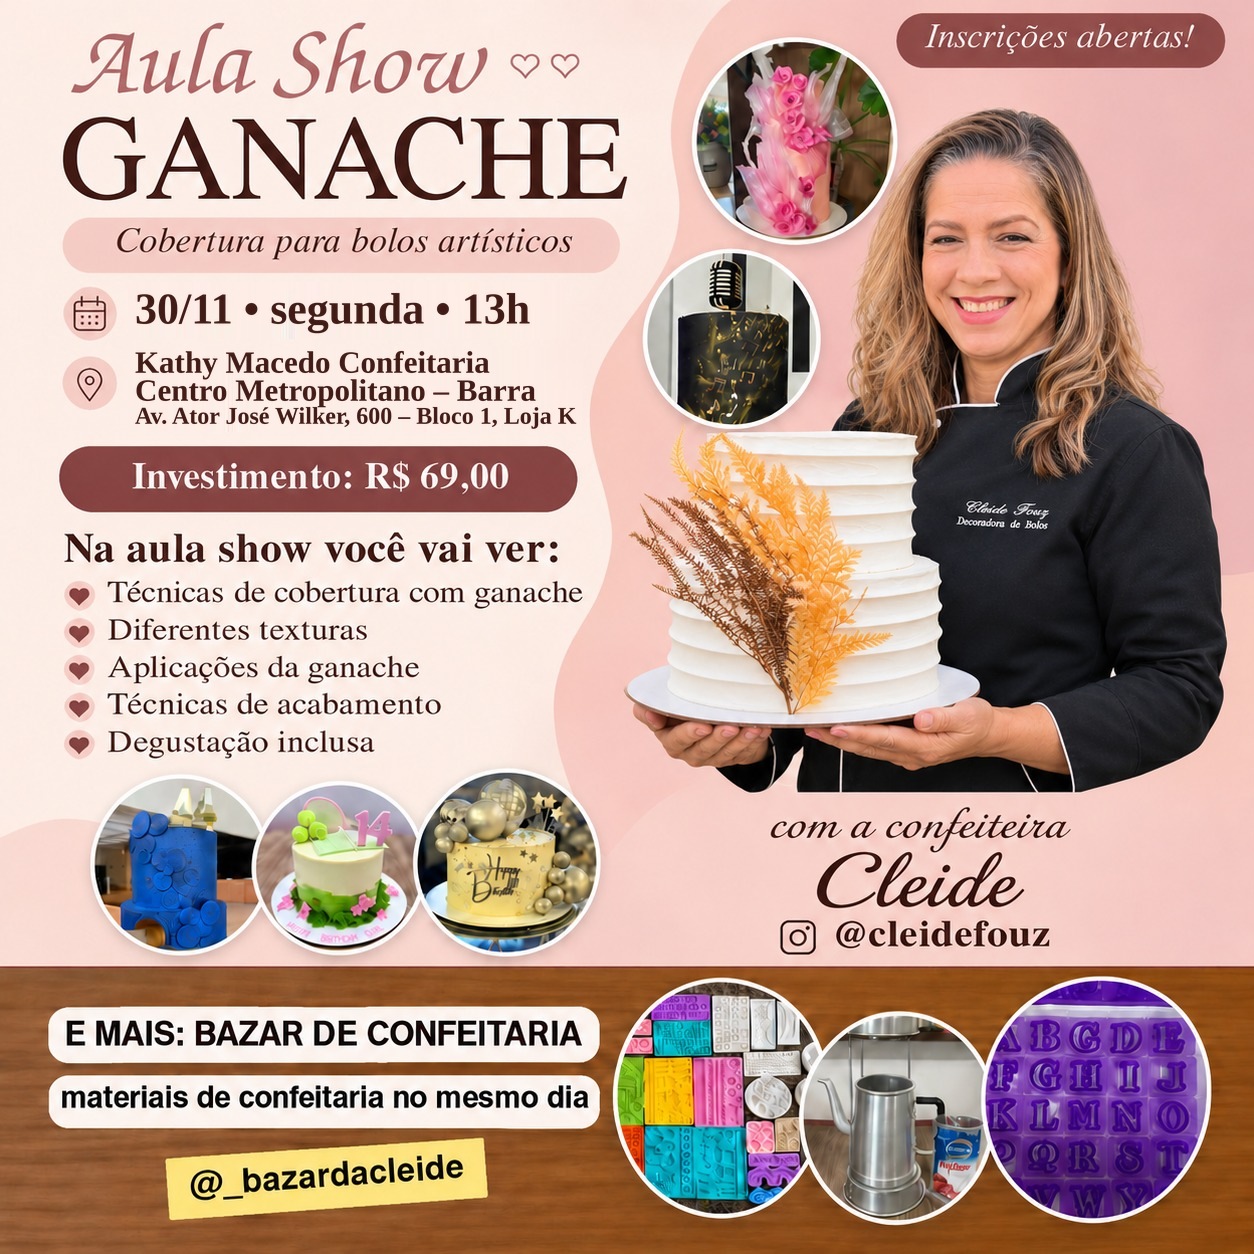 Aula Show
GANACHE
Cobertura para bolos artísticos
30/11 • segunda • 13h
Kathy Macedo Confeitaria
Centro Metropolitano – Barra
Av. Ator José Wilker, 600 – Bloco 1, Loja K
Investimento: R$ 69,00
Na aula show você vai ver:
Técnicas de cobertura com ganache
Diferentes texturas
Aplicações da ganache
Técnicas de acabamento
Degustação inclusa
Inscrições abertas!
Cleide Fouz
Decoradora de Bolos
14
Happy
com a confeiteira
Cleide
@cleidefouz
E MAIS: BAZAR DE CONFEITARIA
materiais de confeitaria no mesmo dia
@_bazardacleide
A B G D E
F G H I J
K L M N O
P Q R S T
V W Y